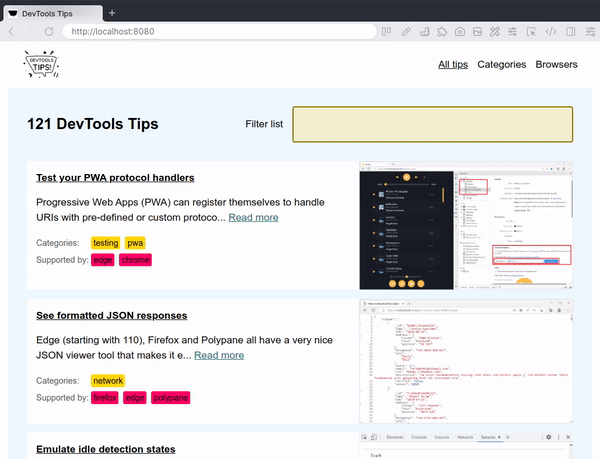 DevTools Tips
http://localhost:8080
DEVTOOLS
TIPS!
All tips Categories Browsers
121 DevTools Tips
Filter list
Test your PWA protocol handlers
Progressive Web Apps (PWA) can register themselves to handle
URIs with pre-defined or custom protoco... Read more
Categories: testing pwa
Supported by: edge chrome
See formatted JSON responses
Edge (starting with 110), Firefox and Polypane all have a very nice
JSON viewer tool that makes it e... Read more
Categories: network
Supported by: firefox edge polypane
Emulate idle detection states
Elements Console Sources Network